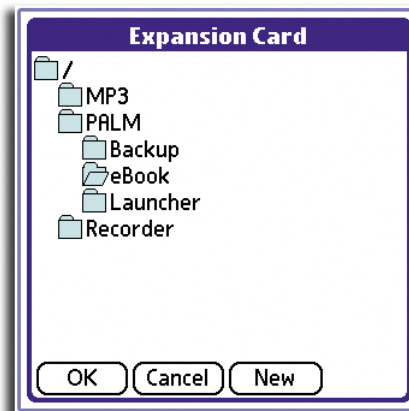 Expansion Card
/
MP3
PALM
Backup
eBook
Launcher
Recorder
OK Cancel New